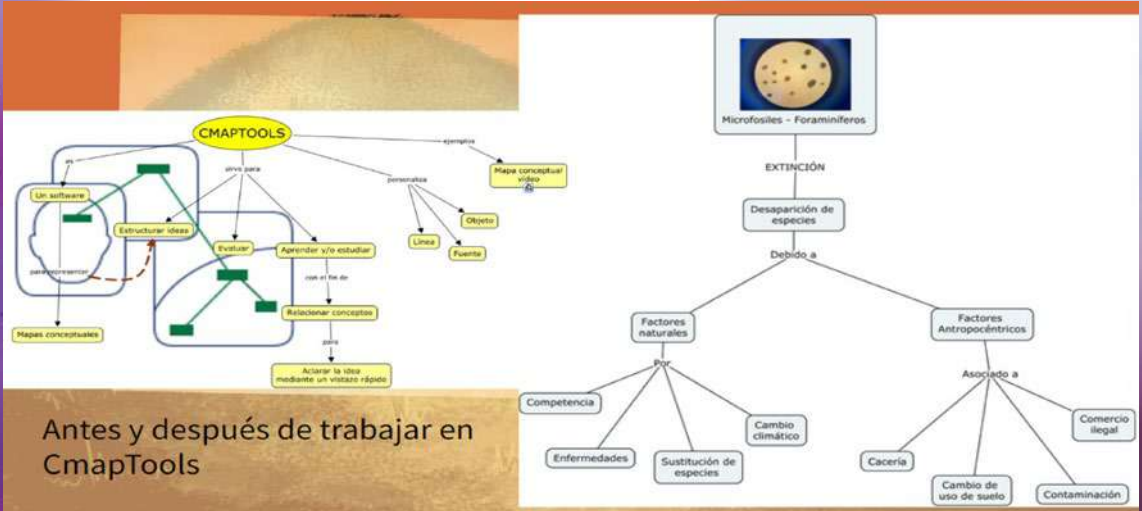 CMAPTOOLS
es
Un software
para representar
Mapas conceptuales
sirve para
Estructurar ideas
Evaluar
Aprender y/o estudiar
con el fin de
Relacionar conceptos
para
Aclarar la idea
mediante un vistazo rápido
personaliza
Línea
Fuente
Objeto
ejemplos
Mapa conceptual
video
Antes y después de trabajar en
CmapTools
Microfosiles - Foraminíferos
EXTINCIÓN
Desaparición de
especies
Debido a
Factores
naturales
Por
Competencia
Enfermedades
Sustitución de
especies
Cambio
climático
Factores
Antropocéntricos
Asociado a
Cacería
Cambio de
uso de suelo
Contaminación
Comercio
ilegal